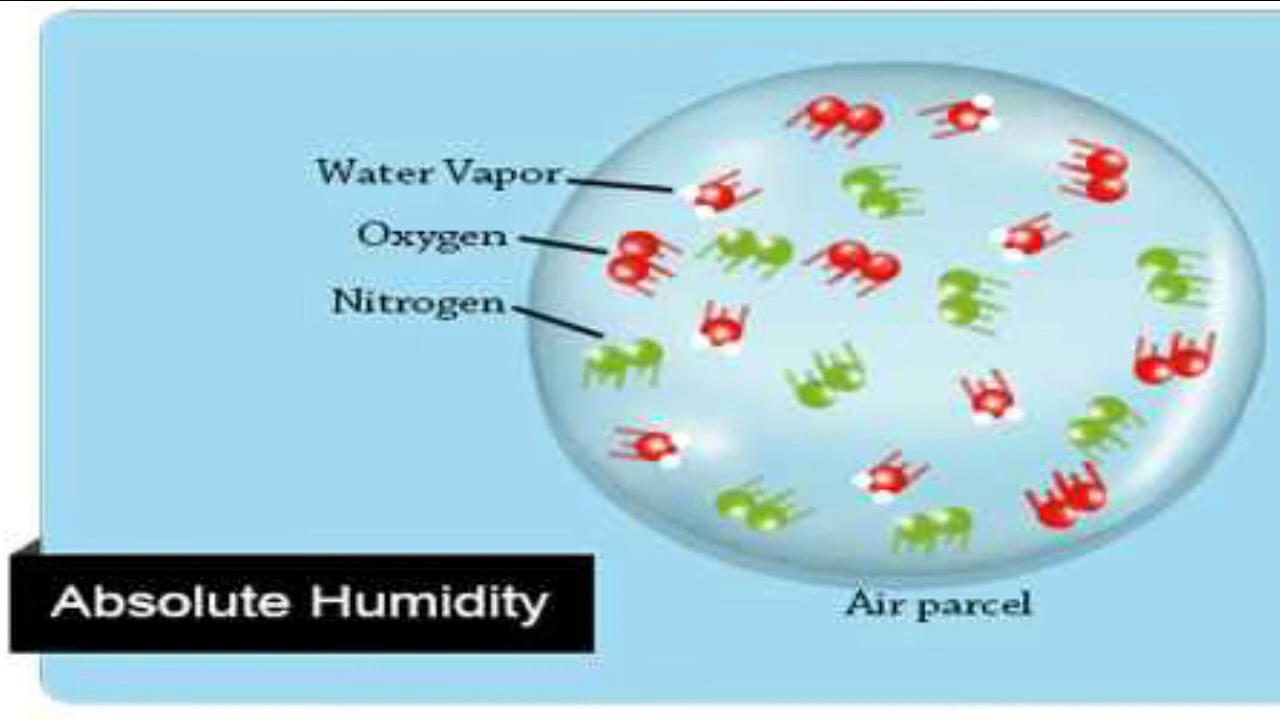 Water Vapor
Oxygen
Nitrogen
Absolute Humidity
Air parcel